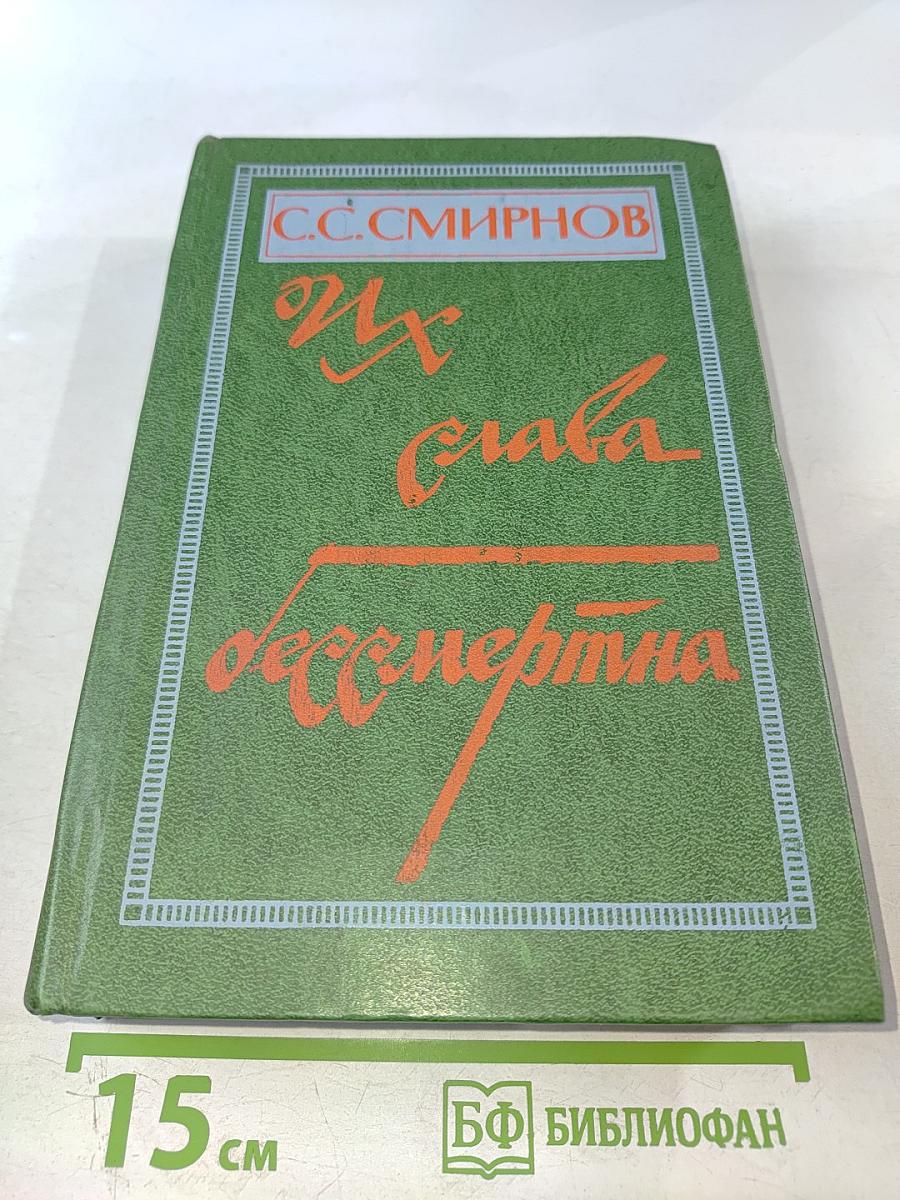 С.С.СМИРНОВ
Их
слава
бессмертна
15 см
БФ БИБЛИОФАН